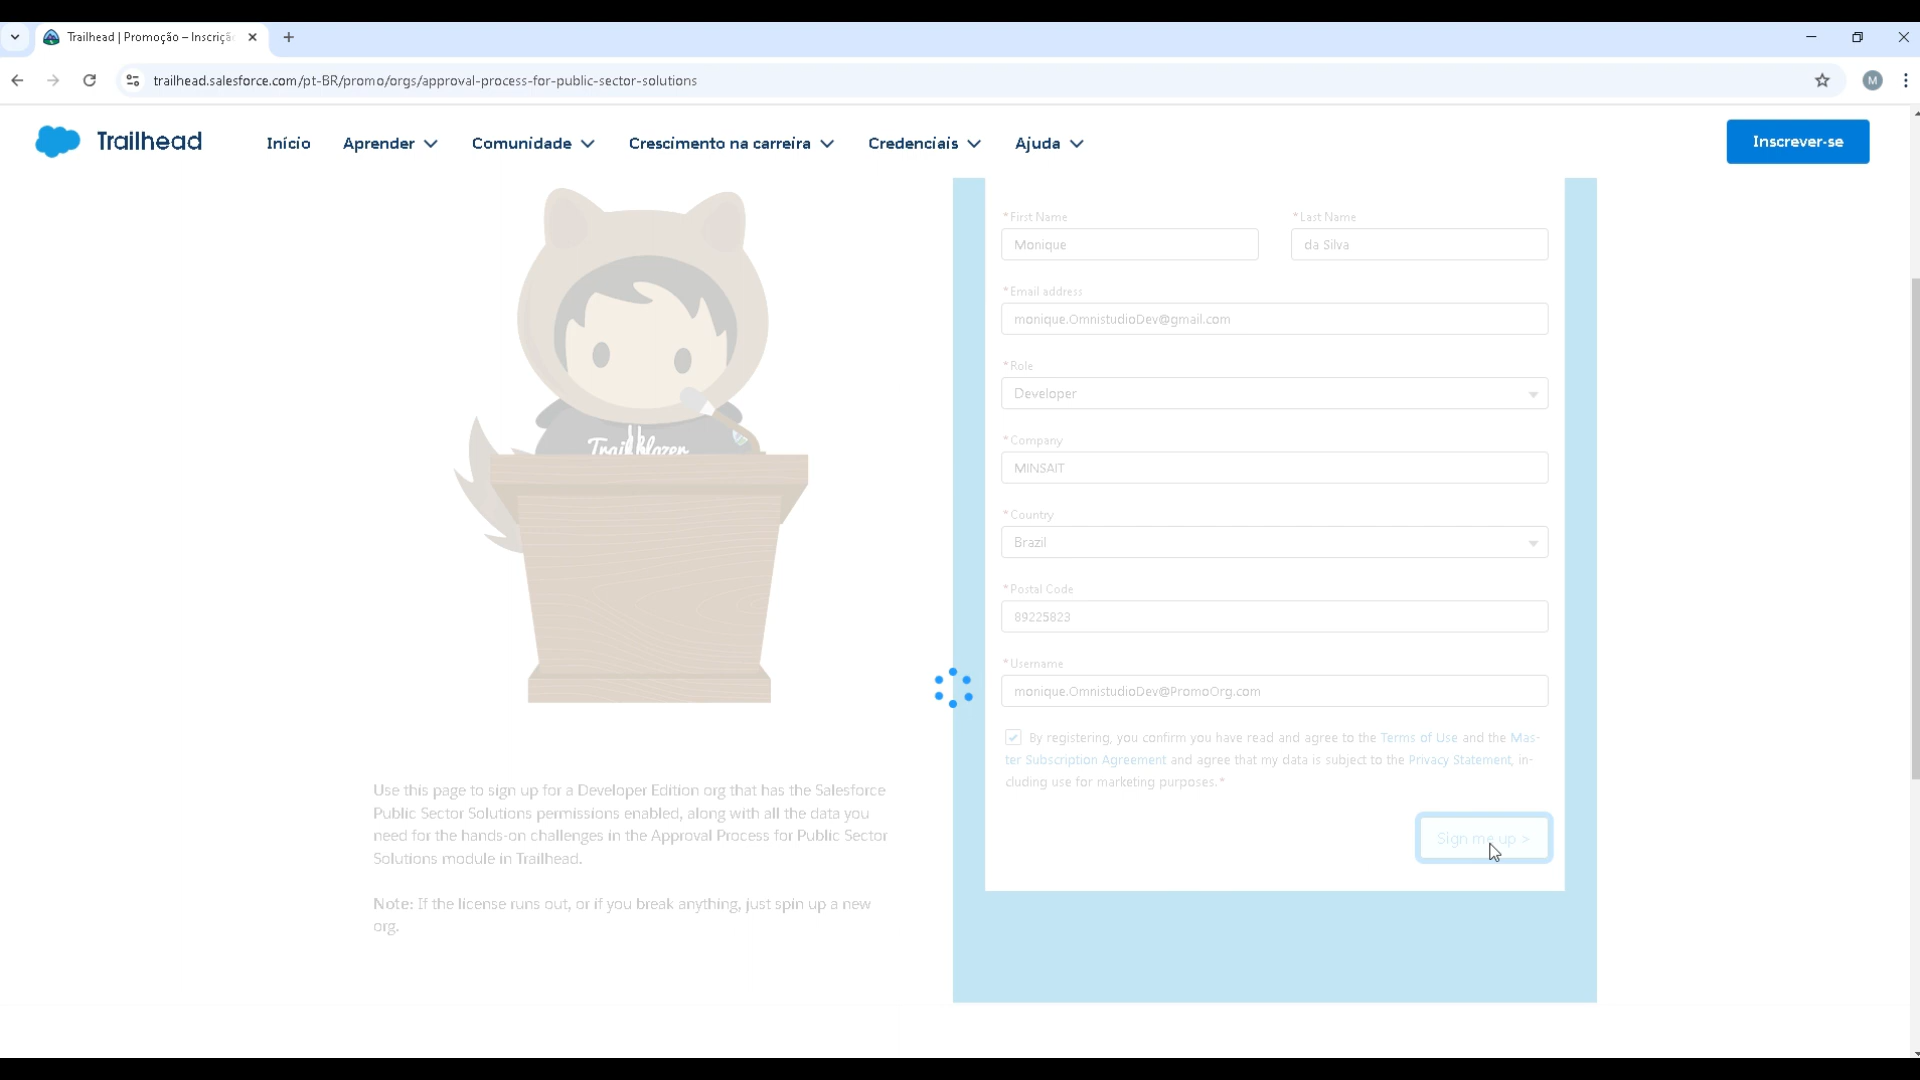 Trailhead | Promoção – Inscriçã
trailhead.salesforce.com/pt-BR/promo/orgs/approval-process-for-public-sector-solutions
M
Trailhead
Início
Aprender
Comunidade
Crescimento na carreira
Credenciais
Ajuda
Inscrever-se
Trailblazer
Use this page to sign up for a Developer Edition org that has the Salesforce
Public Sector Solutions permissions enabled, along with all the data you
need for the hands-on challenges in the Approval Process for Public Sector
Solutions module in Trailhead.
Note: If the license runs out, or if you break anything, just spin up a new
org.
*First Name
Monique
*Last Name
da Silva
*Email address
monique.OmnistudioDev@gmail.com
*Role
Developer
*Company
MINSAIT
*Country
Brazil
*Postal Code
89225823
*Username
monique.OmnistudioDev@PromoOrg.com
By registering, you confirm you have read and agree to the Terms of Use and the Mas-
ter Subscription Agreement and agree that my data is subject to the Privacy Statement, in-
cluding use for marketing purposes.*
Sign me up >